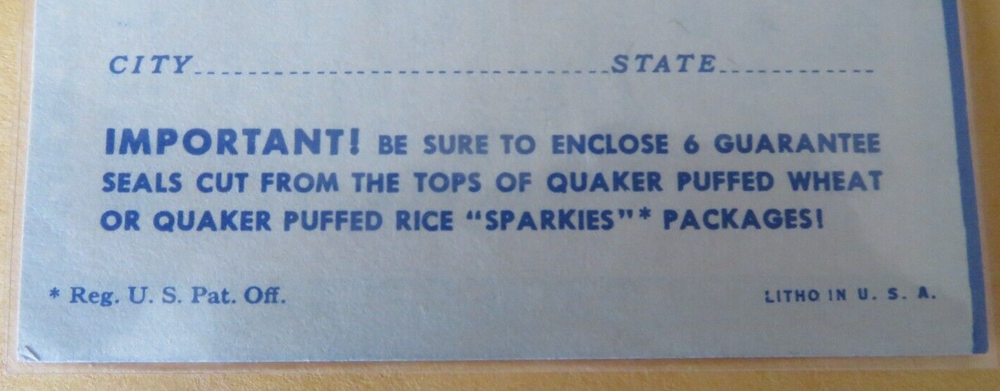 CITY------------------------------STATE------------
IMPORTANT! BE SURE TO ENCLOSE 6 GUARANTEE
SEALS CUT FROM THE TOPS OF QUAKER PUFFED WHEAT
OR QUAKER PUFFED RICE “SPARKIES”* PACKAGES!
* Reg. U. S. Pat. Off.
LITHO IN U. S. A.